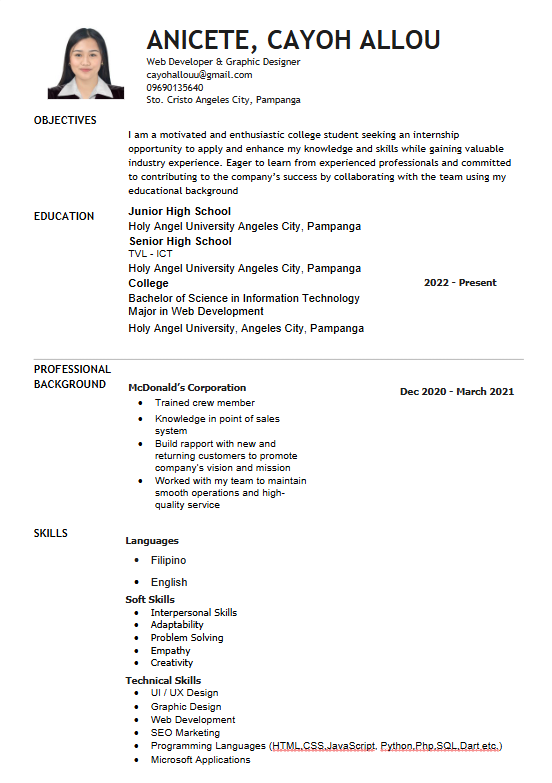 ANICETE, CAYOH ALLOU
Web Developer & Graphic Designer
cayohallouu@gmail.com
09690135640
Sto. Cristo Angeles City, Pampanga
OBJECTIVES
I am a motivated and enthusiastic college student seeking an internship
opportunity to apply and enhance my knowledge and skills while gaining valuable
industry experience. Eager to learn from experienced professionals and committed
to contributing to the company's success by collaborating with the team using my
educational background
EDUCATION
Junior High School
Holy Angel University Angeles City, Pampanga
Senior High School
TVL - ICT
Holy Angel University Angeles City, Pampanga
College
2022 - Present
Bachelor of Science in Information Technology
Major in Web Development
Holy Angel University, Angeles City, Pampanga
PROFESSIONAL
BACKGROUND
McDonald's Corporation
Dec 2020 - March 2021
• Trained crew member
• Knowledge in point of sales
system
• Build rapport with new and
returning customers to promote
company's vision and mission
• Worked with my team to maintain
smooth operations and high-
quality service
SKILLS
Languages
• Filipino
• English
Soft Skills
• Interpersonal Skills
• Adaptability
• Problem Solving
• Empathy
• Creativity
Technical Skills
• UI / UX Design
• Graphic Design
• Web Development
• SEO Marketing
• Programming Languages (HTML,CSS,JavaScript, Python,Php,SQL,Dart etc.)
• Microsoft Applications